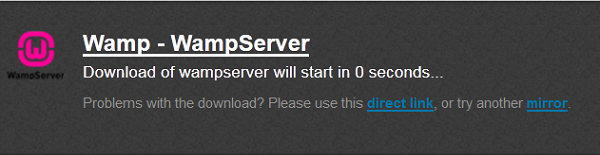 Wamp - WampServer
WampServer
Download of wampserver will start in 0 seconds...
Problems with the download? Please use this direct link, or try another mirror.